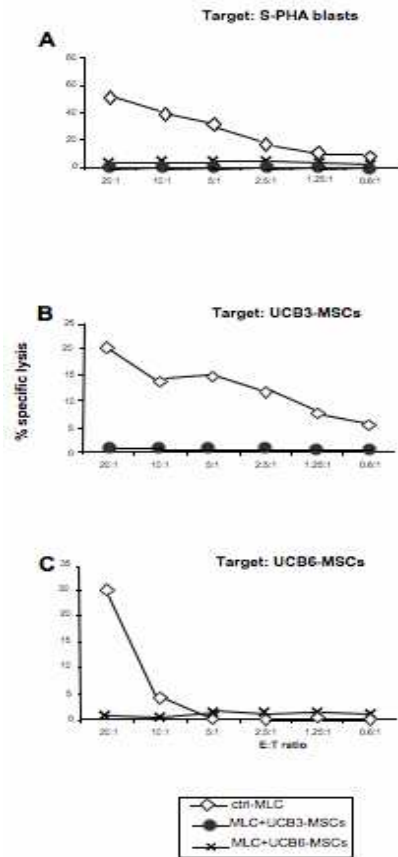 Target: S-PHA blasts
A
80
60
40
20
0
20:1 10:1 5:1 2.5:1 1.25:1 0.6:1
B
Target: UCB3-MSCs
% specific lysis
25
20
15
10
5
0
20:1 10:1 5:1 2.5:1 1.25:1 0.6:1
C
Target: UCB6-MSCs
15
10
5
0
20:1 10:1 5:1 2.5:1 1.25:1 0.6:1
E:T ratio
ctrl-MLC
MLC+UCB3-MSCs
MLC+UCB6-MSCs